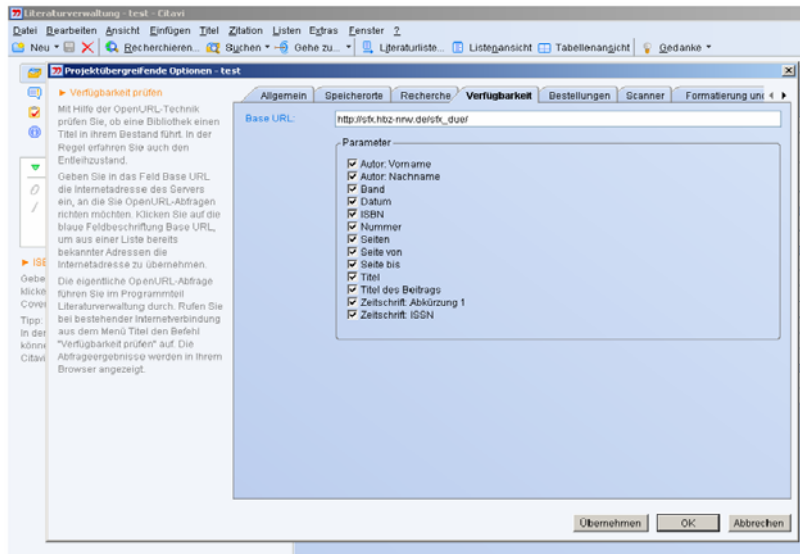 Literaturverwaltung - test - Citavi
Datei Bearbeiten Ansicht Einfügen Titel Zitation Listen Extras Fenster ?
Neu Recherchieren... Suchen Gehe zu... Literaturliste... Listenansicht Tabellenansicht Gedanke
Projektübergreifende Optionen - test
Verfügbarkeit prüfen
Mit Hilfe der OpenURL-Technik
prüfen Sie, ob eine Bibliothek einen
Titel in ihrem Bestand führt. In der
Regel erfahren Sie auch den
Entleihzustand.
Geben Sie in das Feld Base URL
die Internetadresse des Servers
ein, an die Sie OpenURL-Abfragen
richten möchten. Klicken Sie auf die
blaue Feldbeschriftung Base URL,
um aus einer Liste bereits
bekannter Adressen die
Internetadresse zu übernehmen.
Die eigentliche OpenURL-Abfrage
führen Sie im Programmteil
Literaturverwaltung durch. Rufen Sie
bei bestehender Internetverbindung
aus dem Menü Titel den Befehl
"Verfügbarkeit prüfen" auf. Die
Abfrageergebnisse werden in Ihrem
Browser angezeigt.
Allgemein Speicherorte Recherche Verfügbarkeit Bestellungen Scanner Formatierung und
Base URL: http://sfx.hbz-nrw.de/sfx_due/
Parameter
Autor: Vorname
Autor: Nachname
Band
Datum
ISBN
Nummer
Seiten
Seite von
Seite bis
Titel
Titel des Beitrags
Zeitschrift: Abkürzung 1
Zeitschrift: ISSN
ISB
Gebe
klicke
Cover
Tipp:
In der
könne
Citavi
Übernehmen OK Abbrechen